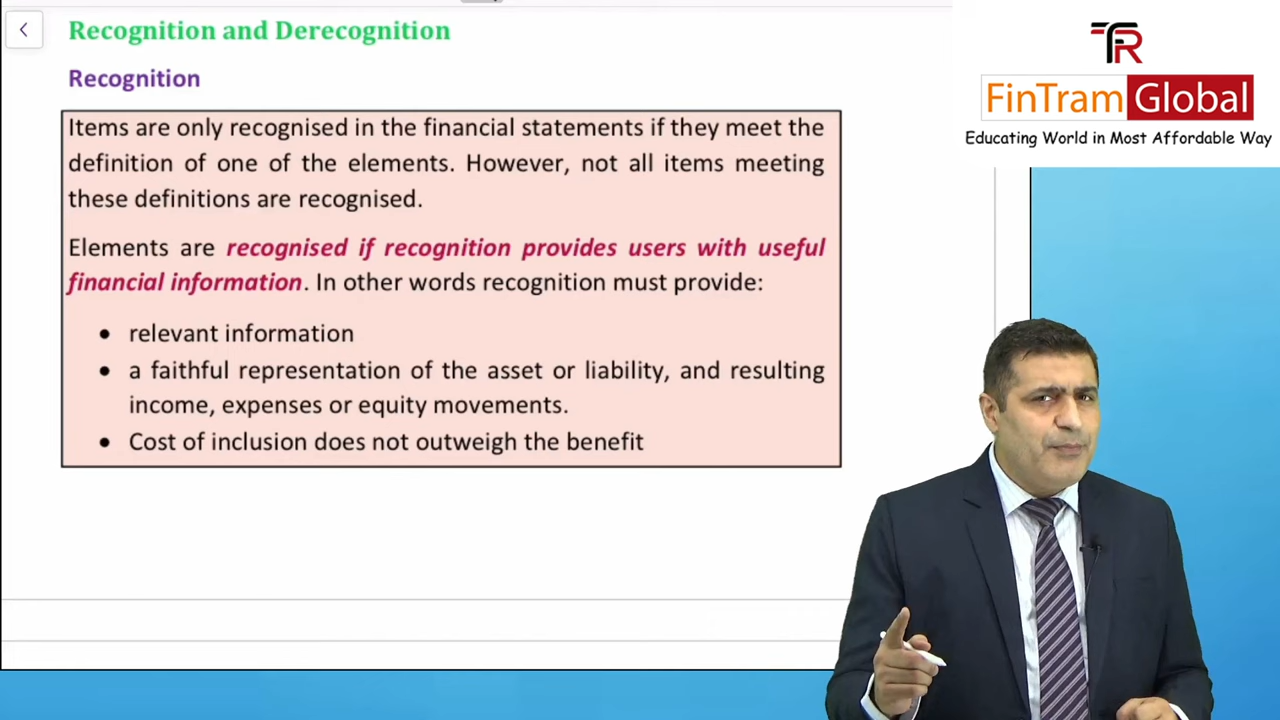 Recognition and Derecognition
Recognition
Items are only recognised in the financial statements if they meet the
definition of one of the elements. However, not all items meeting
these definitions are recognised.
Elements are recognised if recognition provides users with useful
financial information. In other words recognition must provide:
• relevant information
• a faithful representation of the asset or liability, and resulting
income, expenses or equity movements.
• Cost of inclusion does not outweigh the benefit
FR
FinTram Global
Educating World in Most Affordable Way